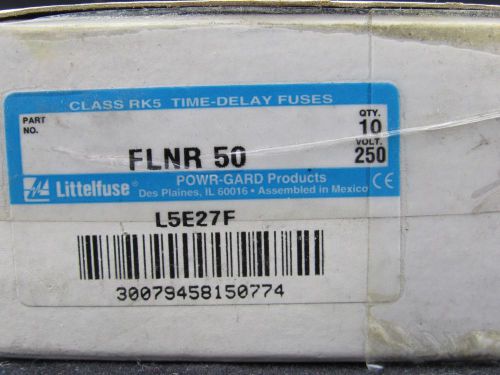 CLASS RK5 TIME-DELAY FUSES
PART NO.
FLNR 50
QTY.
10
VOLT.
250
Littelfuse®
POWR-GARD Products
Des Plaines, IL 60016 • Assembled in Mexico
CE
L5E27F
30079458150774